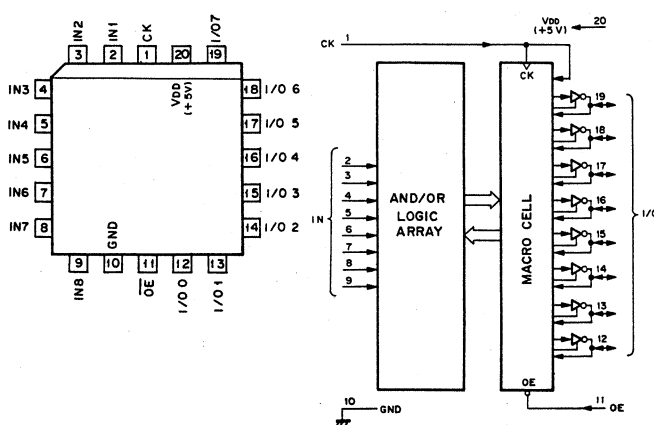 IN2
IN1
CK
I/O7
3
2
1
20
19
IN3 4
VDD
(+5V)
18 I/O 6
IN4 5
17 I/O 5
IN5 6
16 I/O 4
IN6 7
15 I/O 3
IN7 8
GND
14 I/O 2
9
10
11
12
13
IN8
OE
I/O 0
I/O 1
VDD
(+5V)
20
CK 1
CK
19
18
17
16
15
14
13
12
I/O
IN
2
3
4
5
6
7
8
9
AND/OR
LOGIC
ARRAY
MACRO CELL
OE
10 GND
11 OE